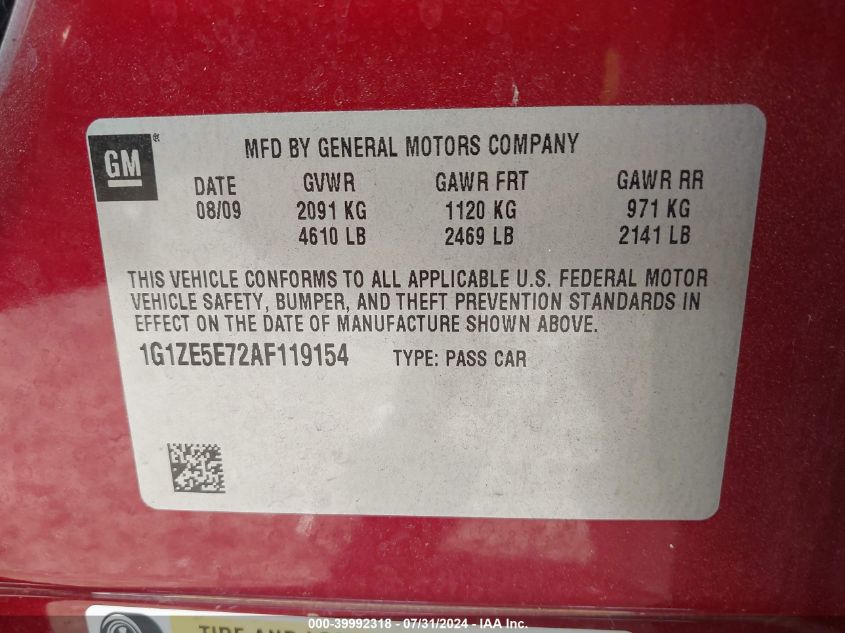 GM®
MFD BY GENERAL MOTORS COMPANY
DATE GVWR GAWR FRT GAWR RR
08/09 2091 KG 1120 KG 971 KG
4610 LB 2469 LB 2141 LB
THIS VEHICLE CONFORMS TO ALL APPLICABLE U.S. FEDERAL MOTOR
VEHICLE SAFETY, BUMPER, AND THEFT PREVENTION STANDARDS IN
EFFECT ON THE DATE OF MANUFACTURE SHOWN ABOVE.
1G1ZE5E72AF119154 TYPE: PASS CAR
TIRE AND
000-39992318 - 07/31/2024 - IAA Inc.